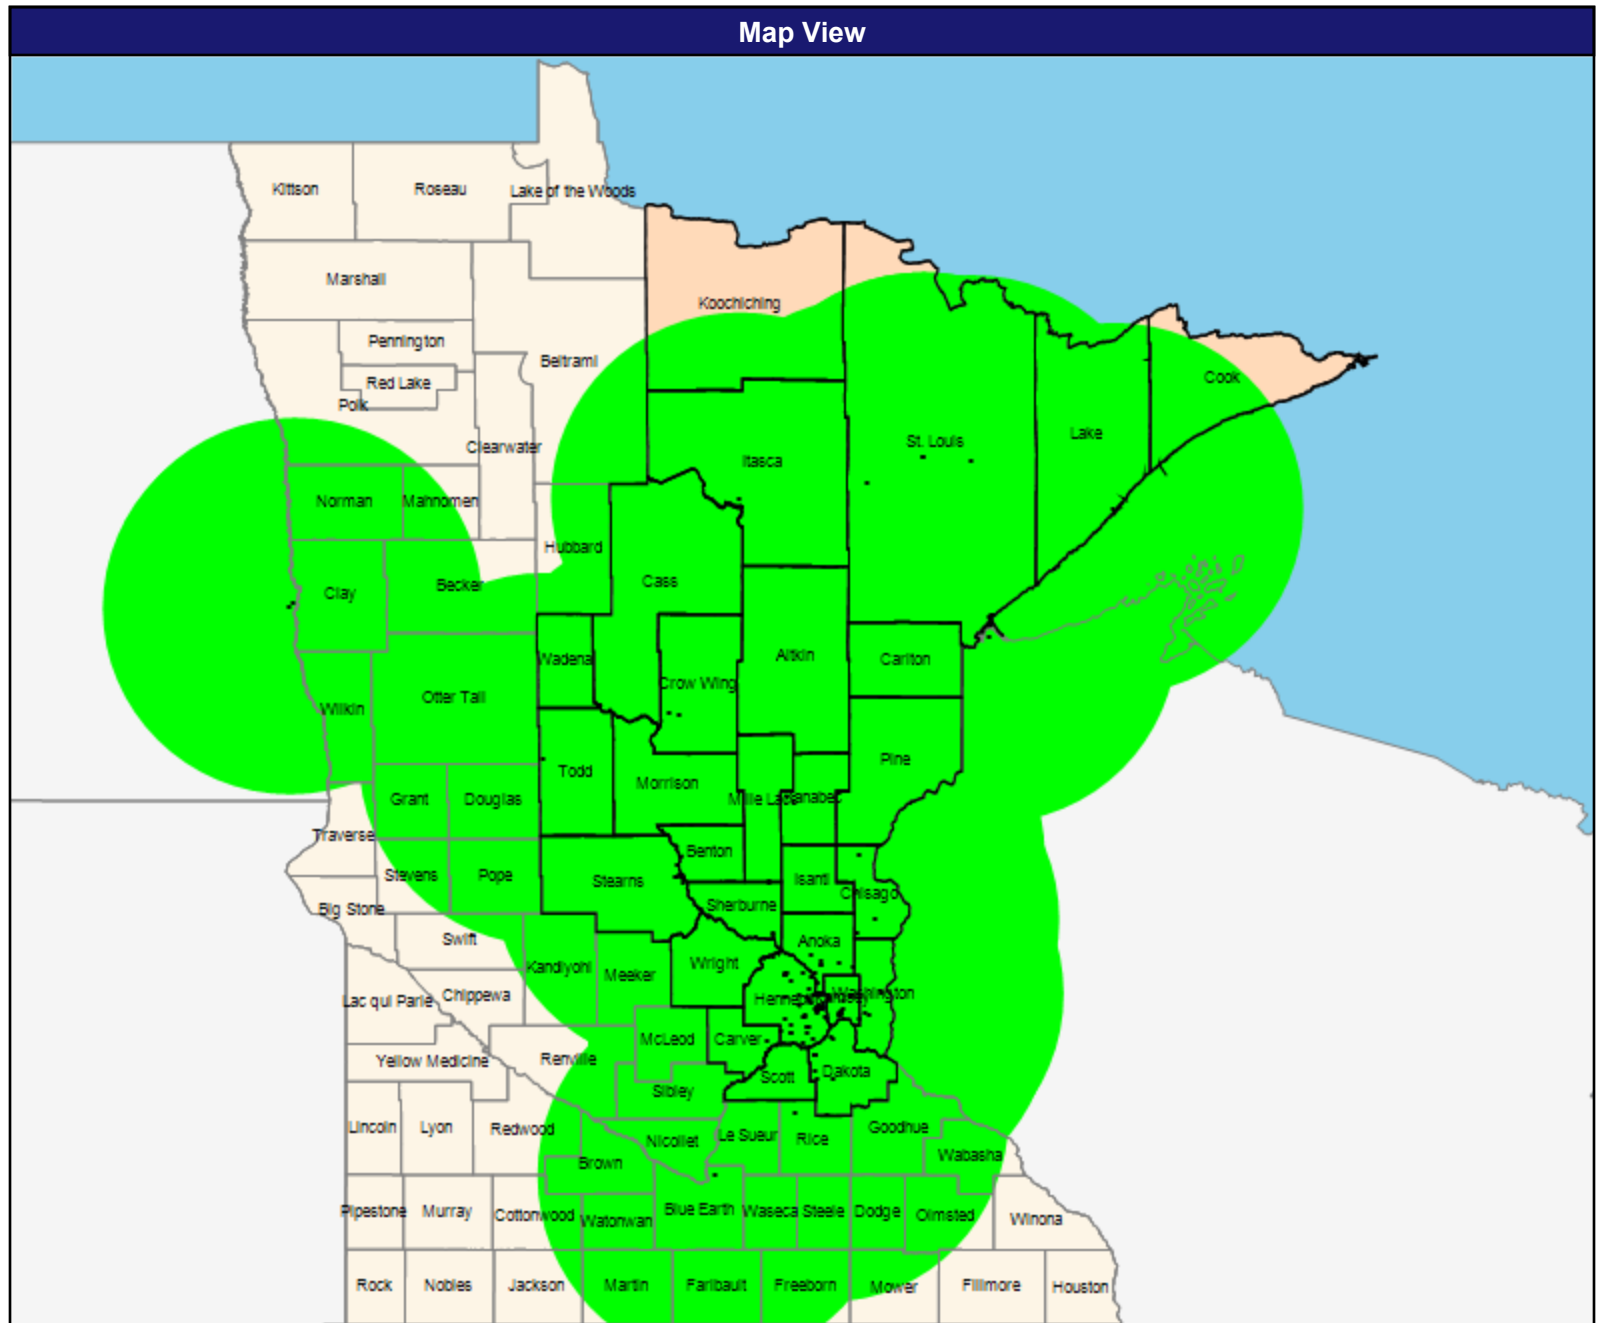 Map View
Kittson
Roseau
Lake of the Woods
Marshall
Koochiching
Pennington
Beltrami
Red Lake
Cook
Polk
Clearwater
Lake
St. Louis
Itasca
Norman
Mahnomen
Hubbard
Cass
Becker
Clay
Wadena
Aitkin
Carlton
Crow Wing
Otter Tail
Wilkin
Pine
Todd
Morrison
Grant
Douglas
Mille Lacs
Kanabec
Traverse
Benton
Stevens
Pope
Stearns
Isanti
Chisago
Sherburne
Big Stone
Swift
Anoka
Kandiyohi
Meeker
Wright
Chippewa
Lac qui Parle
Hennepin
Washington
McLeod
Carver
Yellow Medicine
Renville
Scott
Dakota
Sibley
Lincoln
Lyon
Redwood
Nicollet
Le Sueur
Rice
Goodhue
Wabasha
Brown
Pipestone
Murray
Cottonwood
Watonwan
Blue Earth
Waseca
Steele
Dodge
Olmsted
Winona
Rock
Nobles
Jackson
Martin
Faribault
Freeborn
Mower
Fillmore
Houston